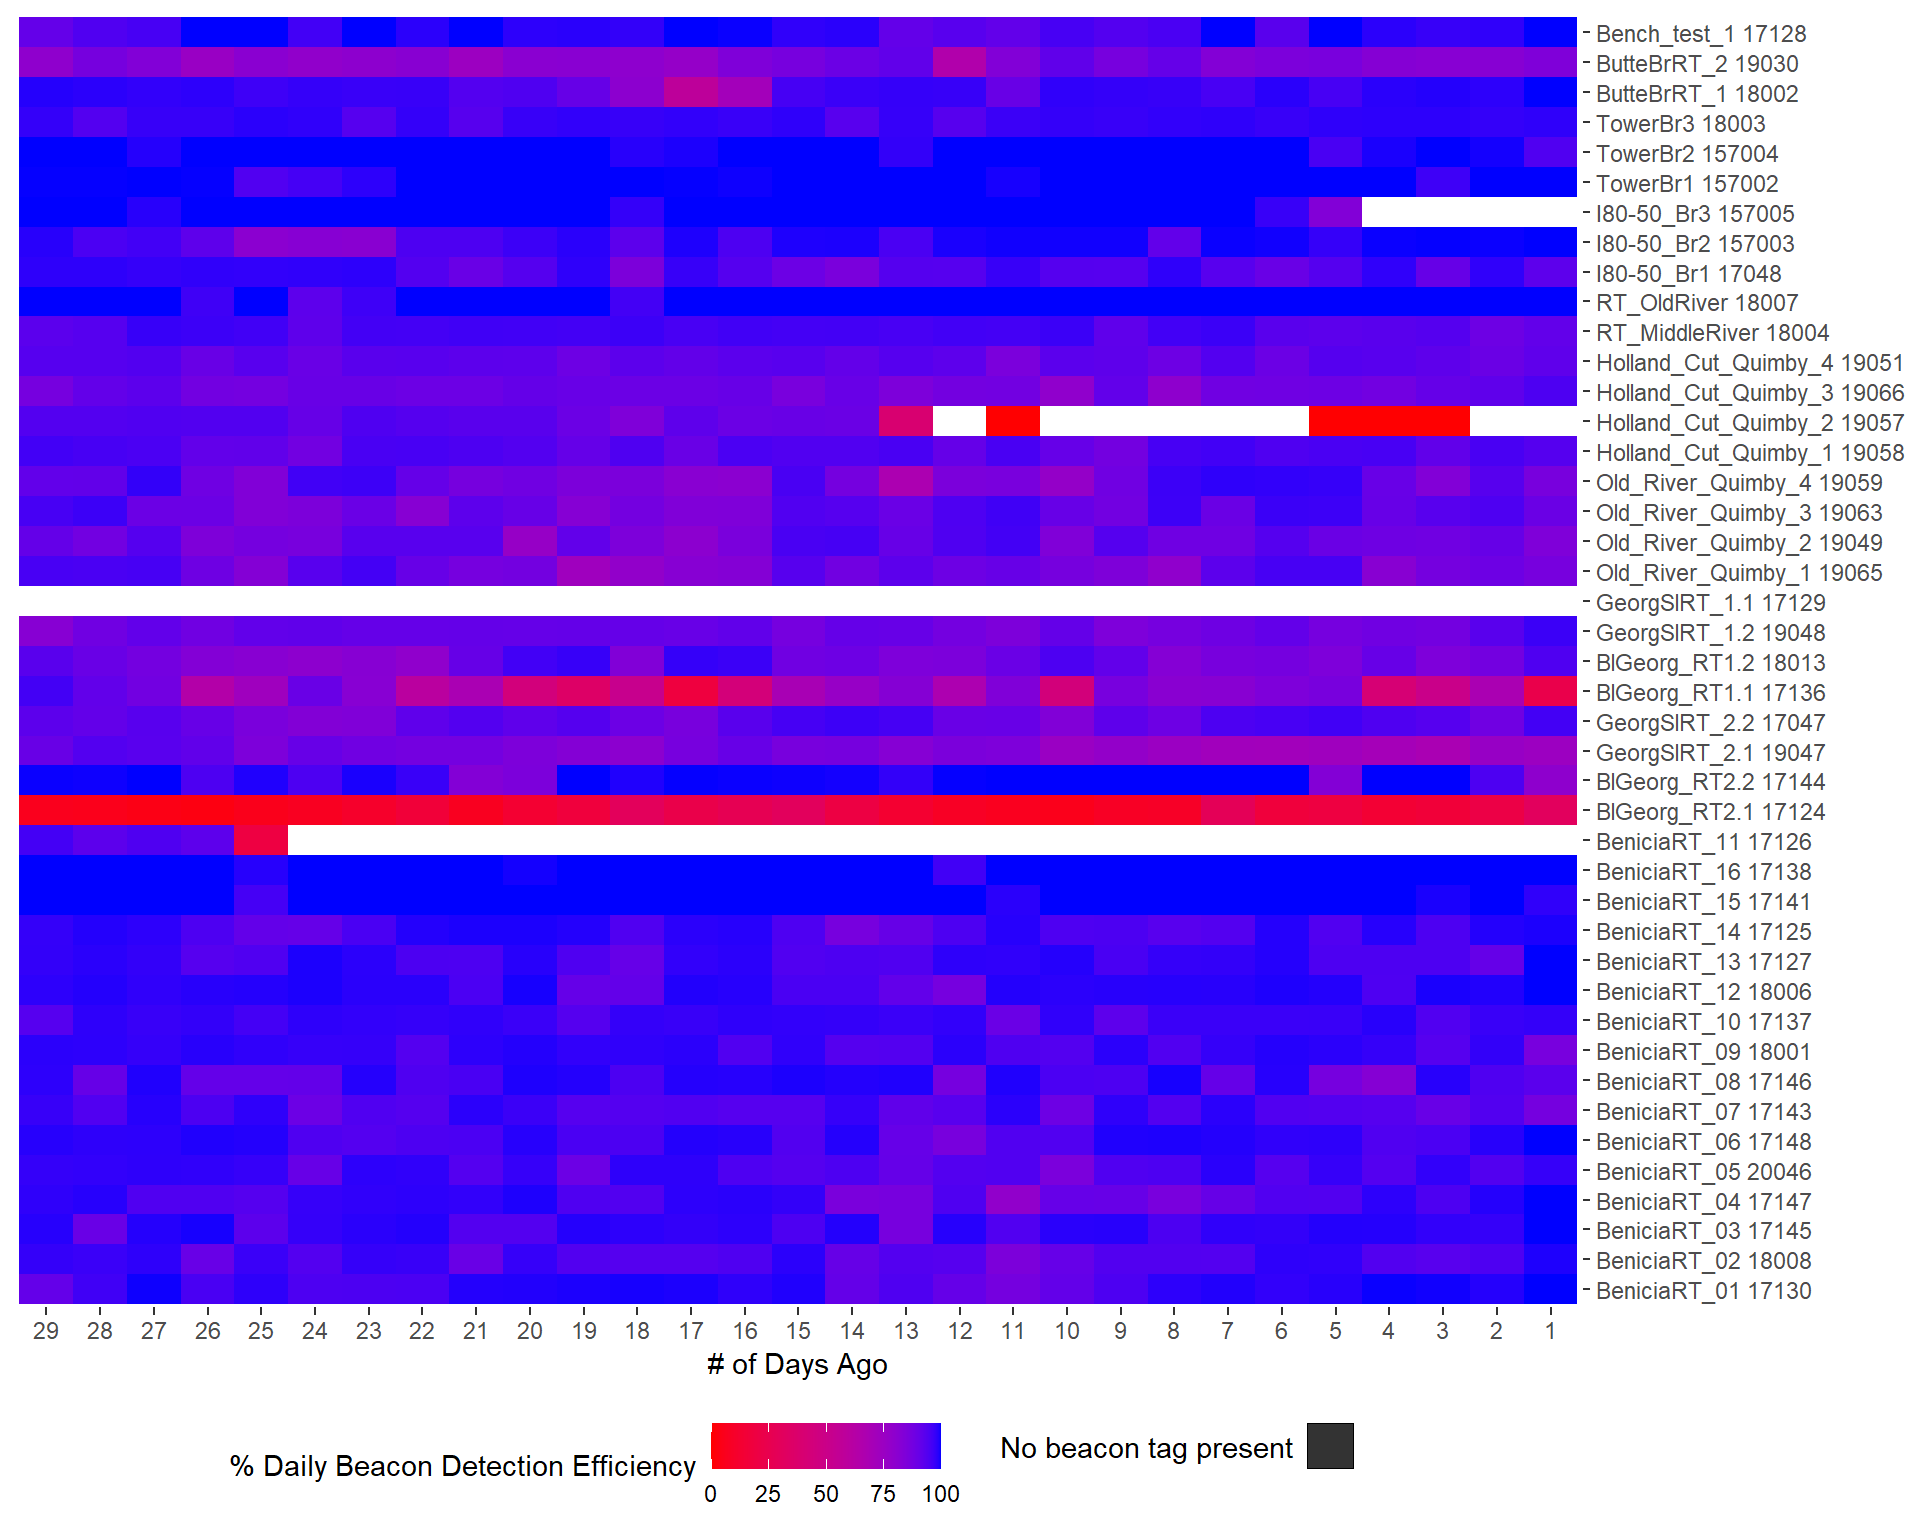 Bench_test_1 17128
ButteBrRT_2 19030
ButteBrRT_1 18002
TowerBr3 18003
TowerBr2 157004
TowerBr1 157002
I80-50_Br3 157005
I80-50_Br2 157003
I80-50_Br1 17048
RT_OldRiver 18007
RT_MiddleRiver 18004
Holland_Cut_Quimby_4 19051
Holland_Cut_Quimby_3 19066
Holland_Cut_Quimby_2 19057
Holland_Cut_Quimby_1 19058
Old_River_Quimby_4 19059
Old_River_Quimby_3 19063
Old_River_Quimby_2 19049
Old_River_Quimby_1 19065
GeorgSlRT_1.1 17129
GeorgSlRT_1.2 19048
BlGeorg_RT1.2 18013
BlGeorg_RT1.1 17136
GeorgSlRT_2.2 17047
GeorgSlRT_2.1 19047
BlGeorg_RT2.2 17144
BlGeorg_RT2.1 17124
BeniciaRT_11 17126
BeniciaRT_16 17138
BeniciaRT_15 17141
BeniciaRT_14 17125
BeniciaRT_13 17127
BeniciaRT_12 18006
BeniciaRT_10 17137
BeniciaRT_09 18001
BeniciaRT_08 17146
BeniciaRT_07 17143
BeniciaRT_06 17148
BeniciaRT_05 20046
BeniciaRT_04 17147
BeniciaRT_03 17145
BeniciaRT_02 18008
BeniciaRT_01 17130
29 28 27 26 25 24 23 22 21 20 19 18 17 16 15 14 13 12 11 10 9 8 7 6 5 4 3 2 1
# of Days Ago
% Daily Beacon Detection Efficiency
0 25 50 75 100
No beacon tag present